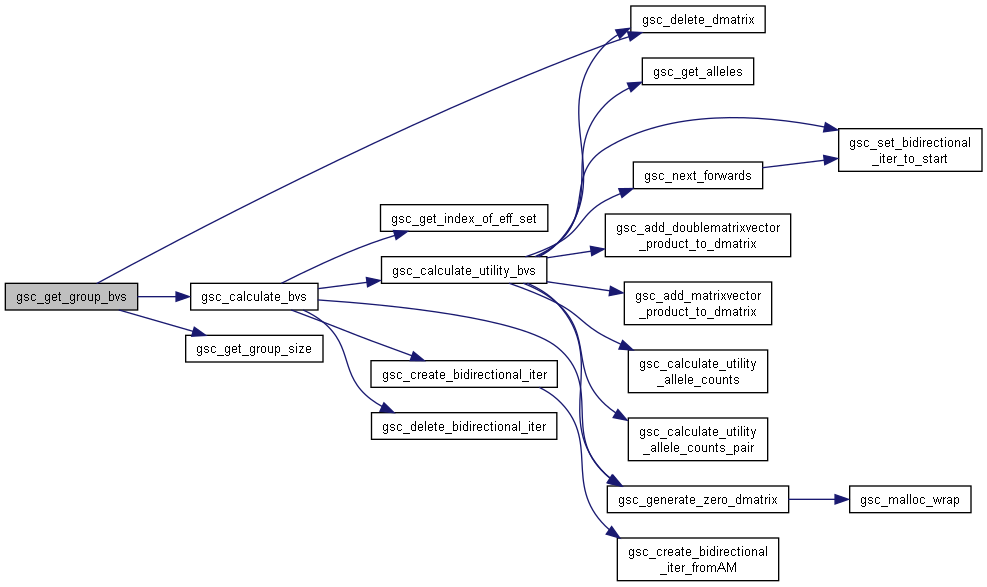 gsc_get_group_bvs
gsc_delete_dmatrix
gsc_calculate_bvs
gsc_get_group_size
gsc_get_index_of_eff_set
gsc_calculate_utility_bvs
gsc_create_bidirectional_iter
gsc_delete_bidirectional_iter
gsc_get_alleles
gsc_set_bidirectional
_iter_to_start
gsc_next_forwards
gsc_add_doublematrixvector
_product_to_dmatrix
gsc_add_matrixvector
_product_to_dmatrix
gsc_calculate_utility
_allele_counts
gsc_calculate_utility
_allele_counts_pair
gsc_generate_zero_dmatrix
gsc_malloc_wrap
gsc_create_bidirectional
_iter_fromAM